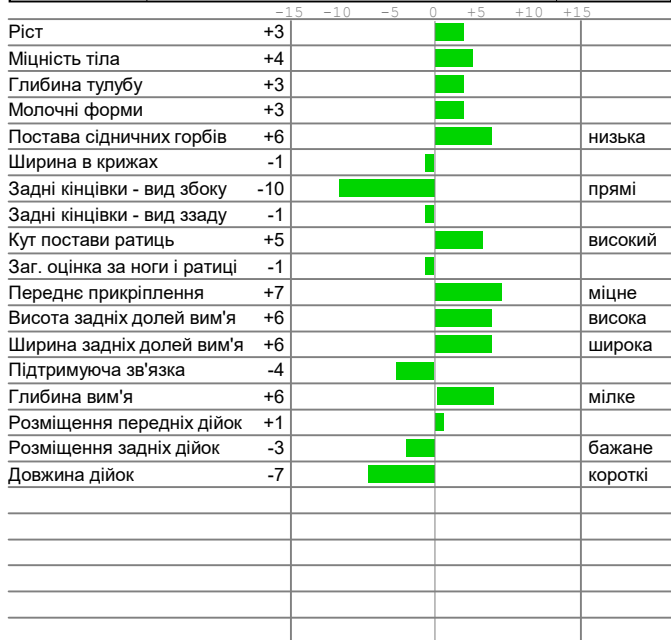 -15 -10 -5 0 +5 +10 +15
Ріст +3
Міцність тіла +4
Глибина тулубу +3
Молочні форми +3
Постава сідничних горбів +6 низька
Ширина в крижах -1
Задні кінцівки - вид збоку -10 прямі
Задні кінцівки - вид ззаду -1
Кут постави ратиць +5 високий
Заг. оцінка за ноги і ратиці -1
Переднє прикріплення +7 міцне
Висота задніх долей вим'я +6 висока
Ширина задніх долей вим'я +6 широка
Підтримуюча зв'язка -4
Глибина вим'я +6 мілке
Розміщення передніх дійок +1
Розміщення задніх дійок -3 бажане
Довжина дійок -7 короткі